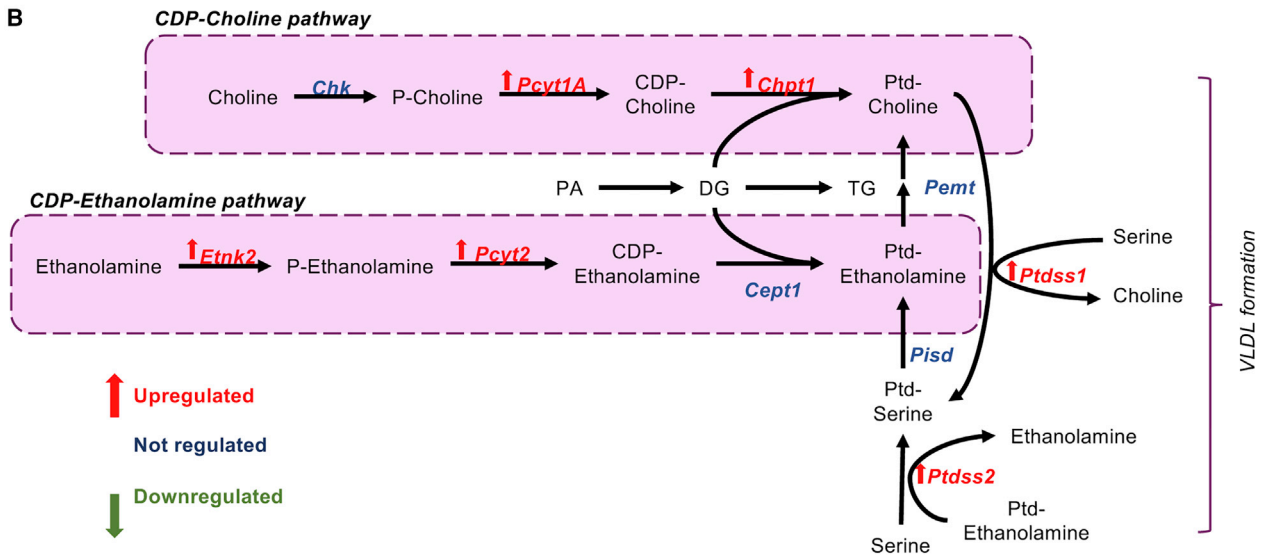 B
CDP-Choline pathway
Choline
Chk
P-Choline
Pcyt1A
CDP-
Choline
Chpt1
Ptd-
Choline
PA
DG
TG
Pemt
CDP-Ethanolamine pathway
Ethanolamine
Etnk2
P-Ethanolamine
Pcyt2
CDP-
Ethanolamine
Cept1
Ptd-
Ethanolamine
Serine
Ptdss1
Choline
Pisd
Ptd-
Serine
Ethanolamine
Ptdss2
Ptd-
Ethanolamine
Serine
VLDL formation
Upregulated
Not regulated
Downregulated